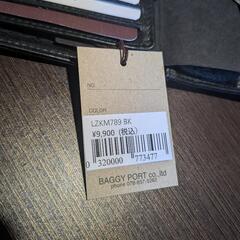 NO.
COLOR
LZKM789 BK
¥9,900 (税込)
0 320000 773477
BAGGY PORT co.,ltd